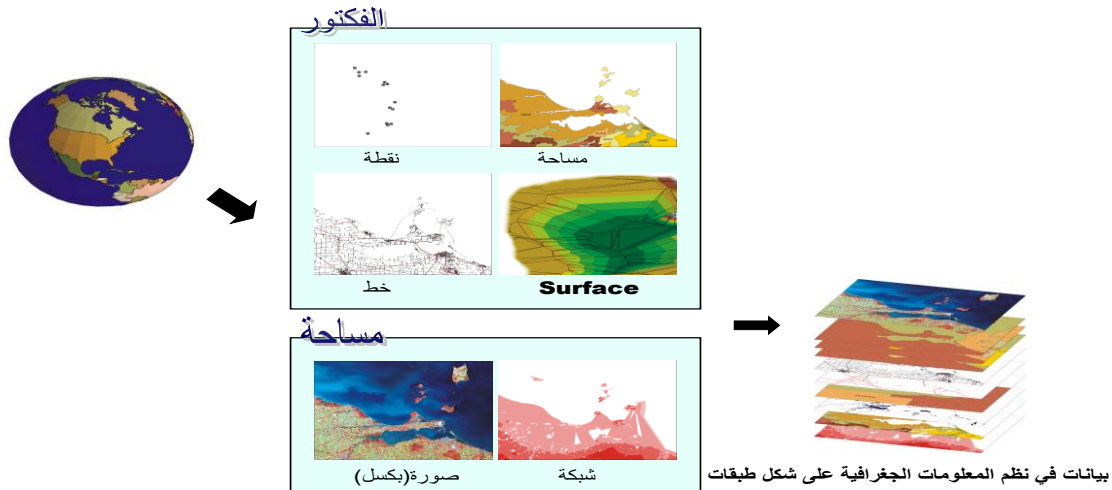 الفكتور
نقطة
مساحة
خط
Surface
مساحة
صورة(بكسل)
شبكة
بيانات في نظم المعلومات الجغرافية على شكل طبقات